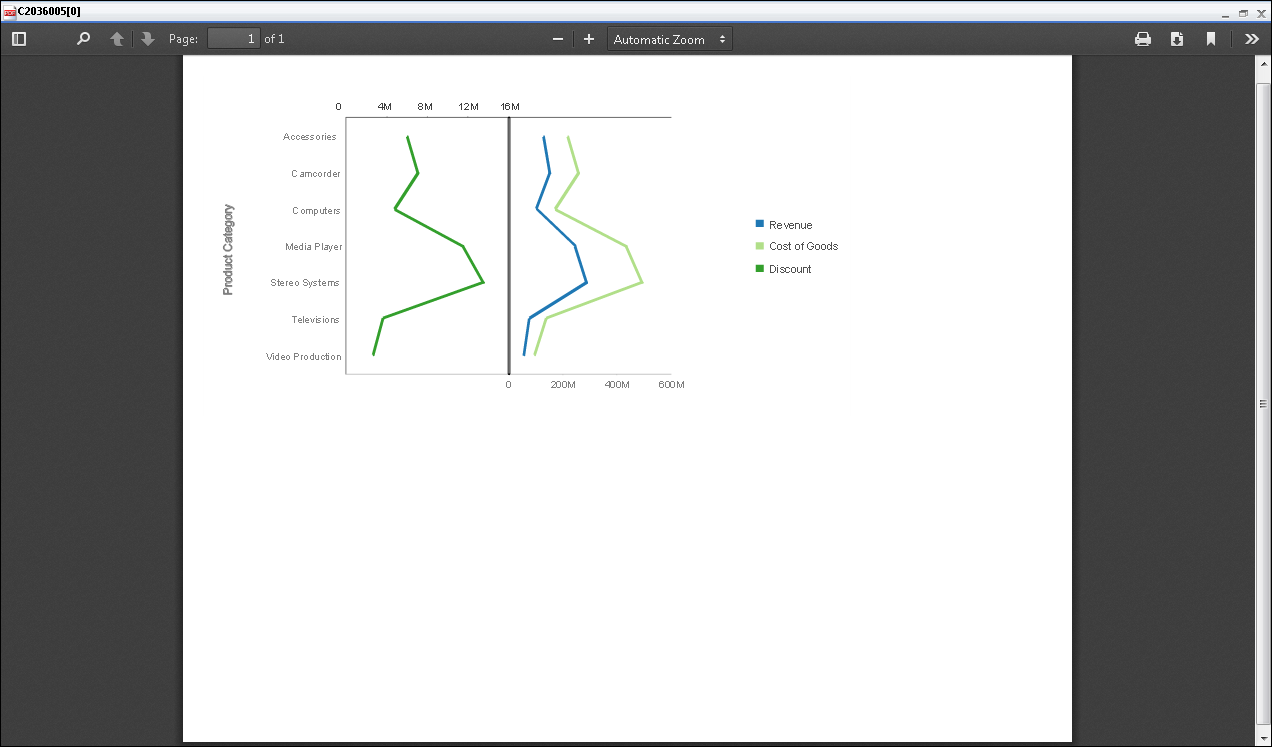 C2036005[0]
Page: 1 of 1 Automatic Zoom
0 4M 8M 12M 16M
Accessories
Camcorder
Computers
Media Player
Stereo Systems
Televisions
Video Production
Product Category
0 200M 400M 600M
Revenue
Cost of Goods
Discount